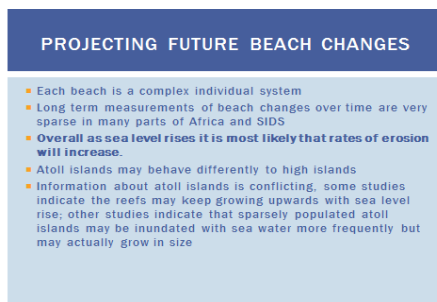 PROJECTING FUTURE BEACH CHANGES
Each beach is a complex individual system
Long term measurements of beach changes over time are very
sparse in many parts of Africa and SIDS
Overall as sea level rises it is most likely that rates of erosion
will increase.
Atoll islands may behave differently to high islands
Information about atoll islands is conflicting, some studies
indicate the reefs may keep growing upwards with sea level
rise; other studies indicate that sparsely populated atoll
islands may be inundated with sea water more frequently but
may actually grow in size